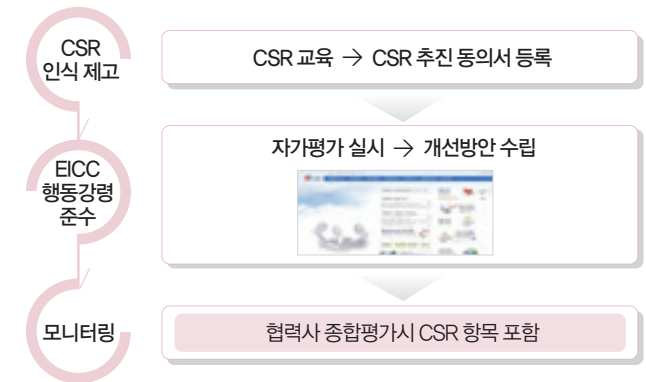 CSR
인식 제고
CSR 교육 → CSR 추진 동의서 등록
EICC
행동강령
준수
자가평가 실시 → 개선방안 수립
모니터링
협력사 종합평가시 CSR 항목 포함